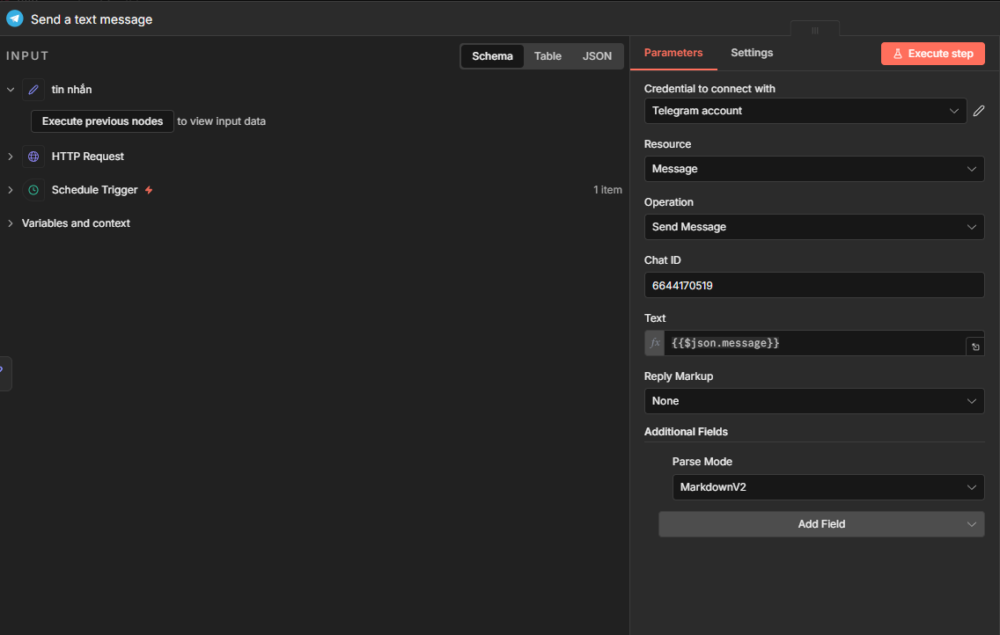 Send a text message
INPUT
Schema Table JSON
tin nhắn
Execute previous nodes to view input data
HTTP Request
Schedule Trigger 1 item
Variables and context
Parameters Settings Execute step
Credential to connect with
Telegram account
Resource
Message
Operation
Send Message
Chat ID
6644170519
Text
fx {{$json.message}}
Reply Markup
None
Additional Fields
Parse Mode
MarkdownV2
Add Field